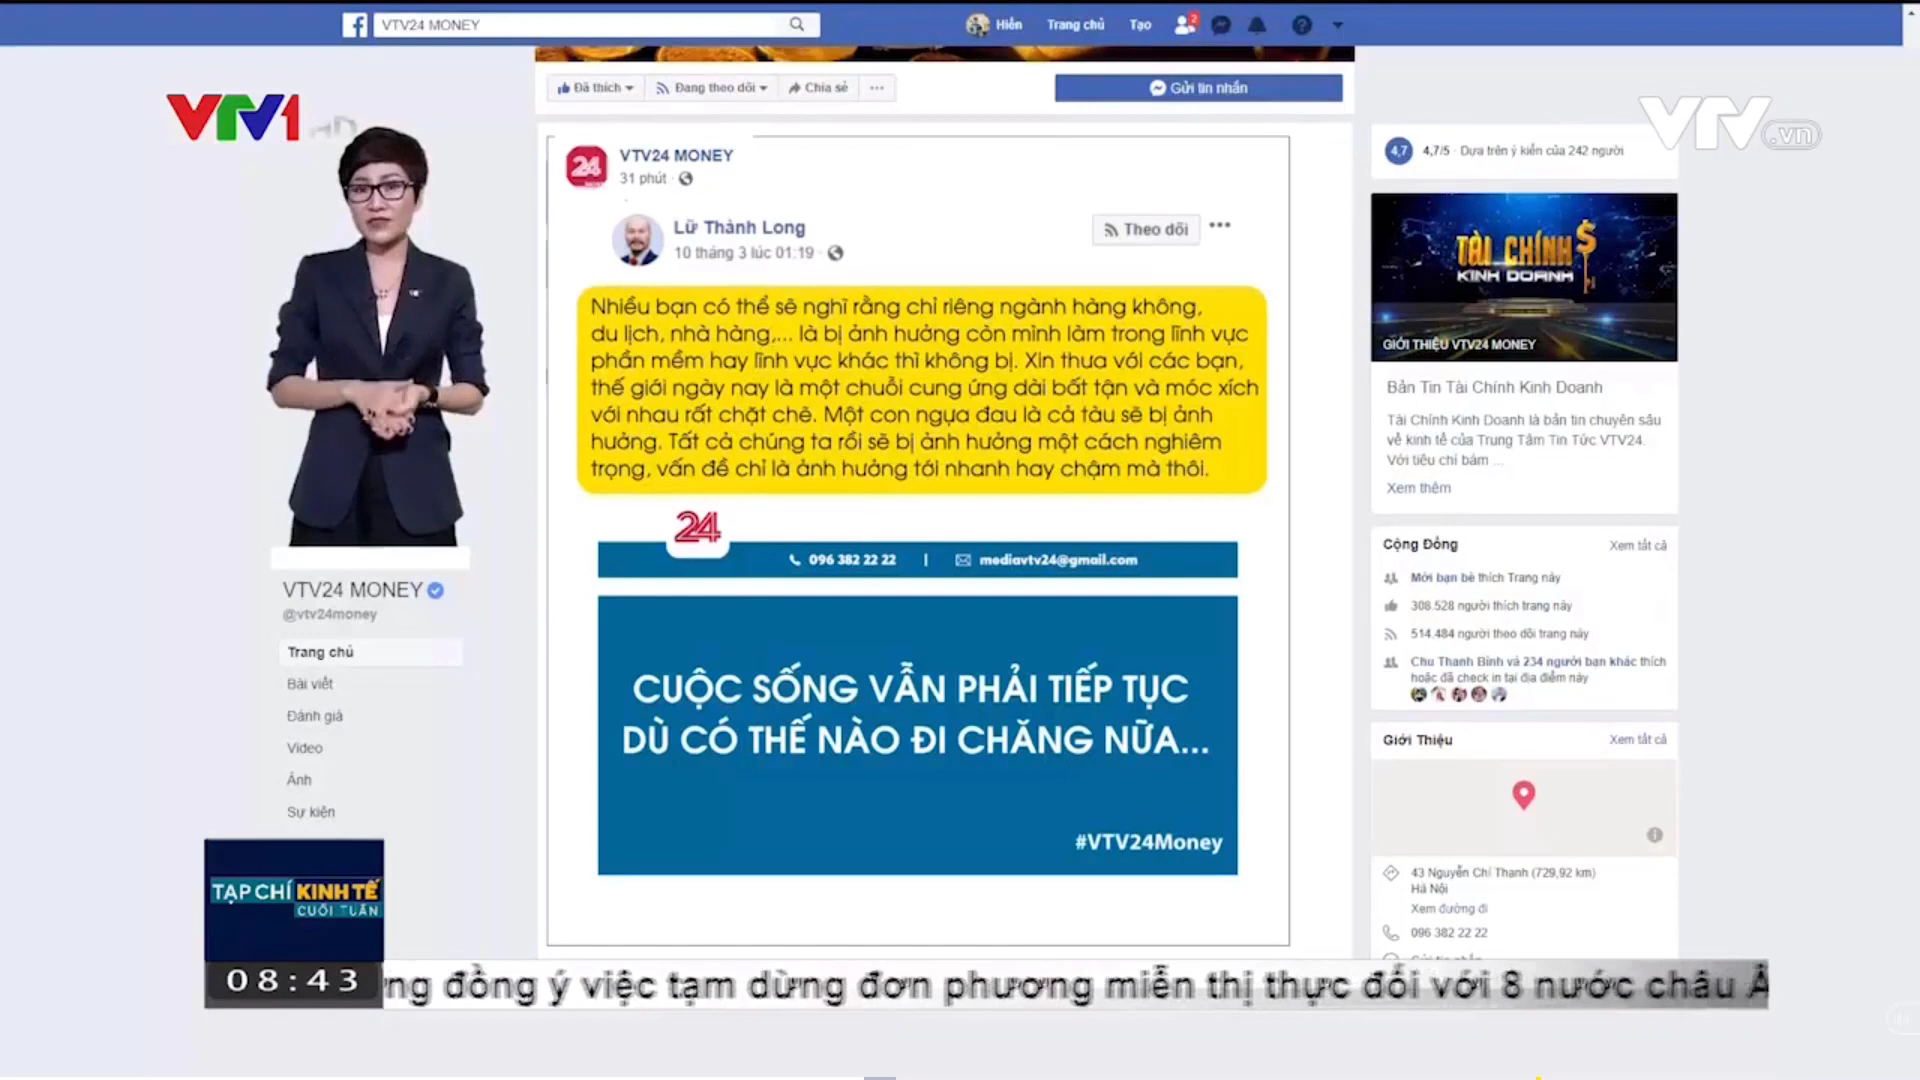 VTV24 MONEY
Hiền
Trang chủ
Tạo
2
Đã thích
Đang theo dõi
Chia sẻ
Gửi tin nhắn
VTV1 HD
VTV.vn
24
VTV24 MONEY
31 phút
Lữ Thành Long
10 tháng 3 lúc 01:19
Theo dõi
Nhiều bạn có thể sẽ nghĩ rằng chỉ riêng ngành hàng không,
du lịch, nhà hàng,... là bị ảnh hưởng còn mình làm trong lĩnh vực
phần mềm hay lĩnh vực khác thì không bị. Xin thưa với các bạn,
thế giới ngày nay là một chuỗi cung ứng dài bất tận và móc xích
với nhau rất chặt chẽ. Một con ngựa đau là cả tàu sẽ bị ảnh
hưởng. Tất cả chúng ta rồi sẽ bị ảnh hưởng một cách nghiêm
trọng, vấn đề chỉ là ảnh hưởng tới nhanh hay chậm mà thôi.
24
096 382 22 22 | mediavtv24@gmail.com
CUỘC SỐNG VẪN PHẢI TIẾP TỤC
DÙ CÓ THẾ NÀO ĐI CHĂNG NỮA...
#VTV24Money
VTV24 MONEY
@vtv24money
Trang chủ
Bài viết
Đánh giá
Video
Ảnh
Sự kiện
4,7
4,7/5 · Dựa trên ý kiến của 242 người
TÀI CHÍNH $
KINH DOANH
GIỚI THIỆU VTV24 MONEY
Bản Tin Tài Chính Kinh Doanh
Tài Chính Kinh Doanh là bản tin chuyên sâu
về kinh tế của Trung Tâm Tin Tức VTV24.
Với tiêu chí bám ...
Xem thêm
Cộng Đồng
Xem tất cả
Mời bạn bè thích Trang này
308.528 người thích trang này
514.484 người theo dõi trang này
Chu Thanh Bình và 234 người bạn khác thích
hoặc đã check in tại địa điểm này
Giới Thiệu
Xem tất cả
43 Nguyễn Chí Thanh (729,92 km)
Hà Nội
Xem đường đi
096 382 22 22
TẠP CHÍ KINH TẾ
CUỐI TUẦN
08:43
đồng ý việc tạm dừng đơn phương miễn thị thực đối với 8 nước châu Â